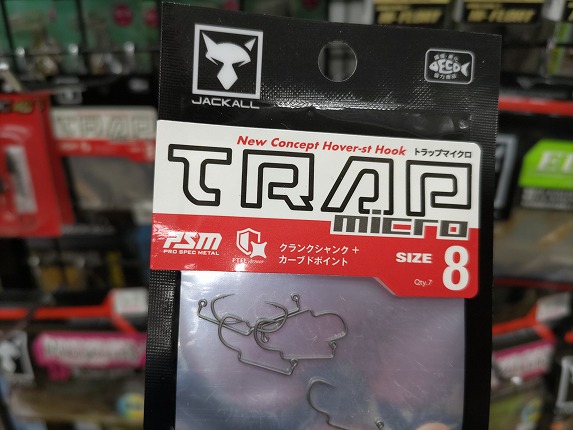 JACKALL
New Concept Hover-st Hook
トラップマイクロ
TRAP
micro
PSM
PRO SPEC METAL
クランクシャンク+
カーブドポイント
SIZE 8
Qty.7
ECO